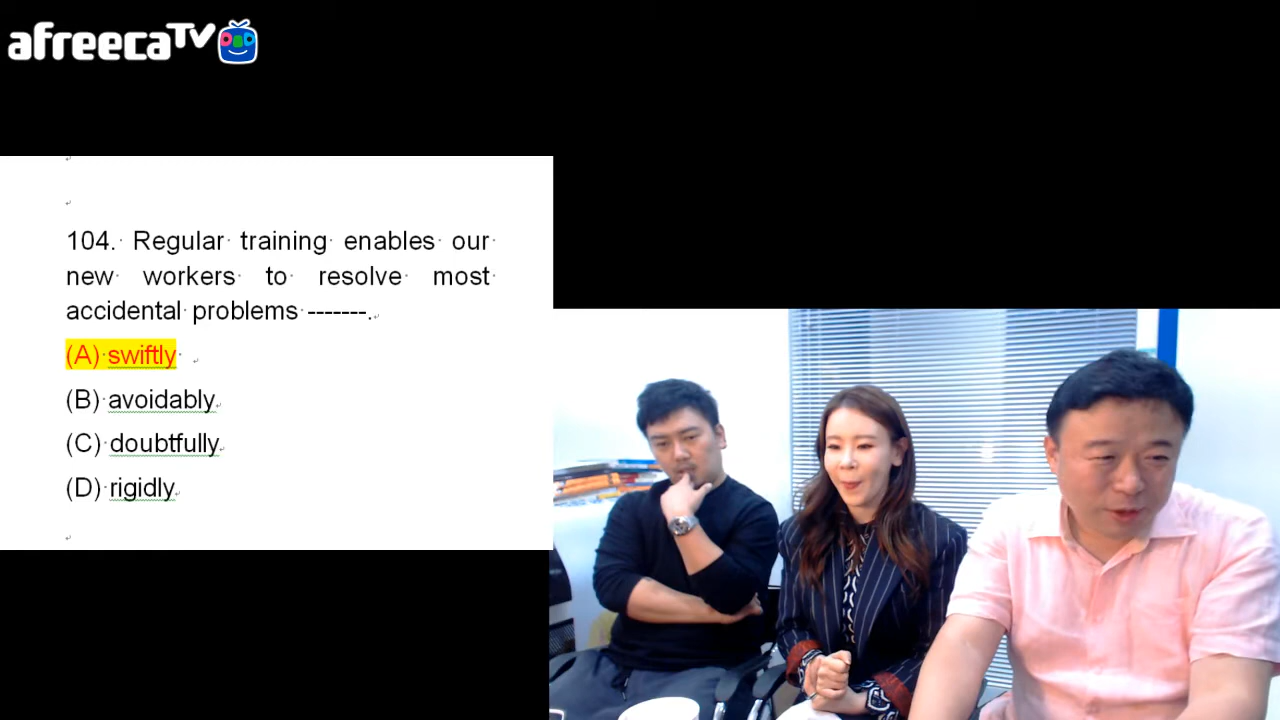 afreecaTV
104. Regular training enables our
new workers to resolve most
accidental problems -------.
(A) swiftly
(B) avoidably
(C) doubtfully
(D) rigidly